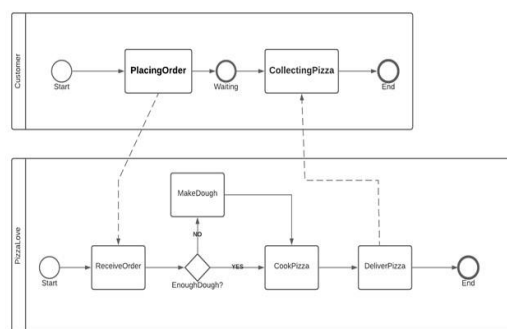 Customer
PlacingOrder
CollectingPizza
Start
Waiting
End
PizzaLove
MakeDough
NO
ReceiveOrder
YES
CookPizza
DeliverPizza
Start
EnoughDough?
End